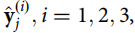 ŷ_j^{(i)}, i = 1, 2, 3,